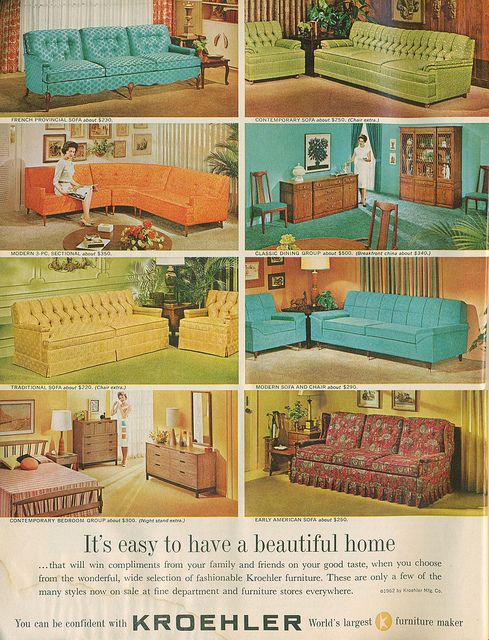 FRENCH PROVINCIAL SOFA about $230.
CONTEMPORARY SOFA about $250. (Chair extra.)
MODERN 3-PC. SECTIONAL about $350.
CLASSIC DINING GROUP about $500. (Breakfront china about $340.)
TRADITIONAL SOFA about $220. (Chair extra.)
MODERN SOFA AND CHAIR about $290.
CONTEMPORARY BEDROOM GROUP about $300. (Night stand extra.)
EARLY AMERICAN SOFA about $250.
It's easy to have a beautiful home
...that will win compliments from your family and friends on your good taste, when you choose
from the wonderful, wide selection of fashionable Kroehler furniture. These are only a few of the
many styles now on sale at fine department and furniture stores everywhere.
©1962 by Kroehler Mfg. Co.
You can be confident with KROEHLER World's largest K furniture maker